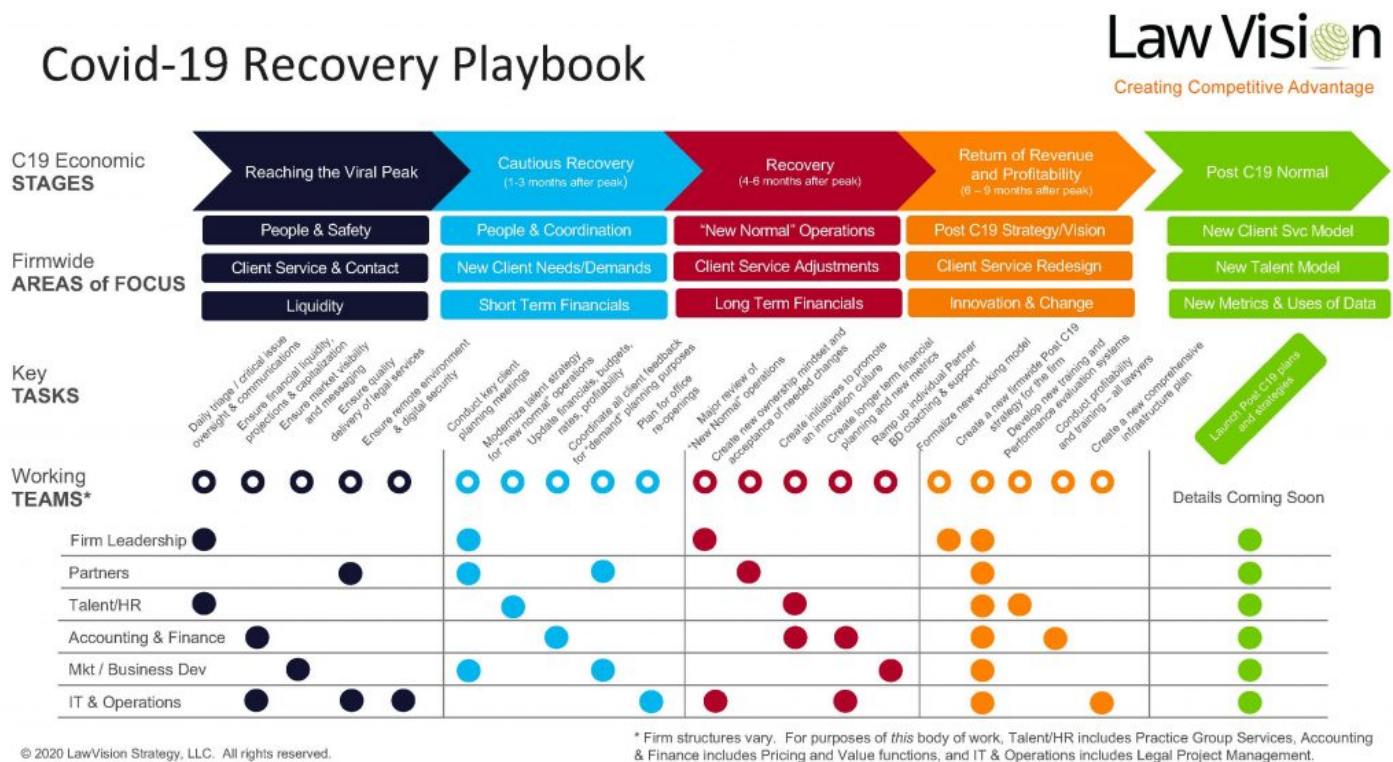 Covid-19 Recovery Playbook
Law Vision
Creating Competitive Advantage
C19 Economic
STAGES
Reaching the Viral Peak
Cautious Recovery
(1-3 months after peak)
Recovery
(4-6 months after peak)
Return of Revenue
and Profitability
(6 – 9 months after peak)
Post C19 Normal
Firmwide
AREAS of FOCUS
People & Safety
People & Coordination
"New Normal" Operations
Post C19 Strategy/Vision
New Client Svc Model
Client Service & Contact
New Client Needs/Demands
Client Service Adjustments
Client Service Redesign
New Talent Model
Liquidity
Short Term Financials
Long Term Financials
Innovation & Change
New Metrics & Uses of Data
Key
TASKS
Daily triage / critical issue
oversight & communications
Ensure financial liquidity,
projections & capitalization
Ensure market visibility
and messaging
Ensure quality
delivery of legal services
Ensure remote environment
& digital security
Conduct key client
planning meetings
Modernize talent strategy
for "new normal" operations
Update financials, budgets,
rates, profitability
Coordinate all client feedback
for "demand" planning purposes
Plan for office
re-openings
Major review of
"New Normal" operations
Create new ownership mindset and
acceptance of needed changes
Create initiatives to promote
an innovation culture
Create longer term financial
planning and new metrics
Ramp up individual Partner
BD coaching & support
Formalize new working model
Create a new firmwide Post C19
strategy for the firm
Develop new training and
Performance evaluation systems
Conduct profitability
and training – all lawyers
Create a new comprehensive
infrastructure plan
Launch Post C19 plans
and strategies
Working
TEAMS*
Details Coming Soon
Firm Leadership
Partners
Talent/HR
Accounting & Finance
Mkt / Business Dev
IT & Operations
© 2020 LawVision Strategy, LLC. All rights reserved.
* Firm structures vary. For purposes of this body of work, Talent/HR includes Practice Group Services, Accounting
& Finance includes Pricing and Value functions, and IT & Operations includes Legal Project Management.